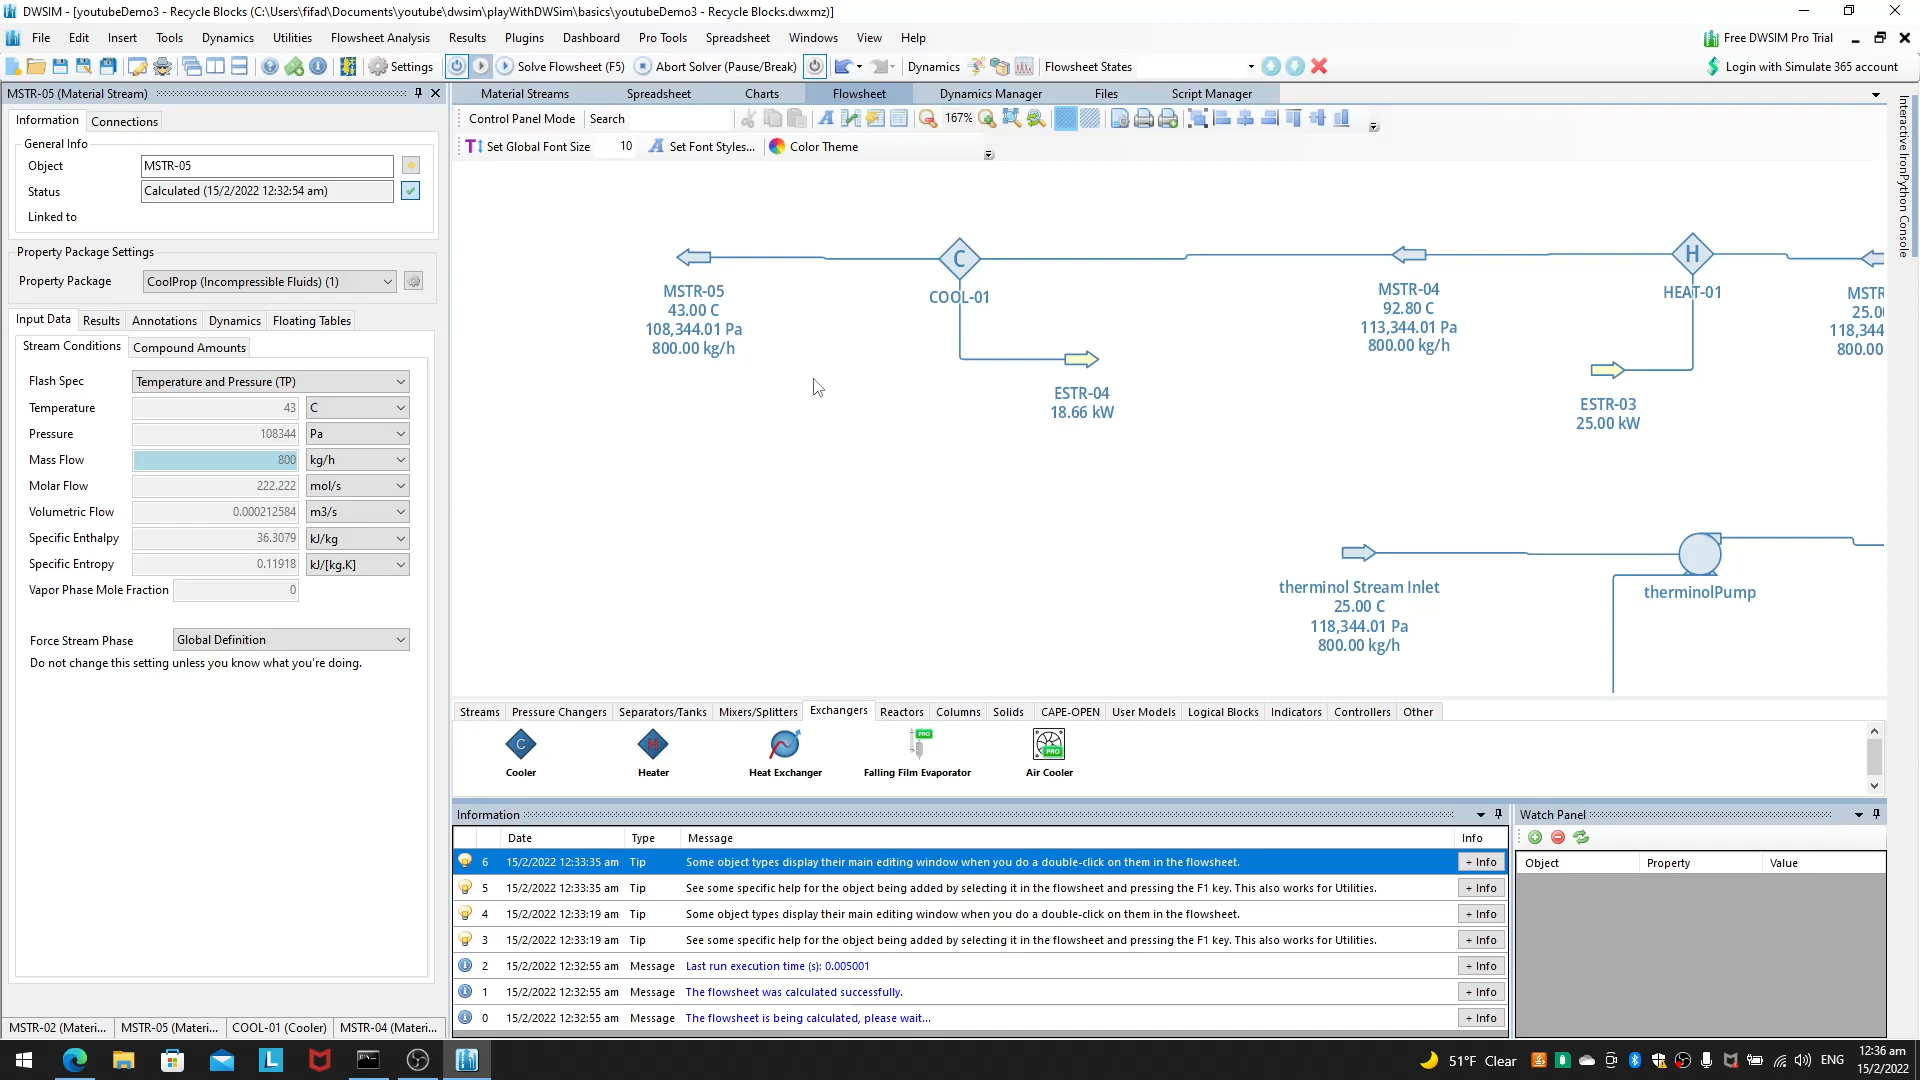 DWSIM - [youtubeDemo3 - Recycle Blocks (C:\Users\fifad\Documents\youtube\dwsim\playWithDWSim\basics\youtubeDemo3 - Recycle Blocks.dwxmz)]
File Edit Insert Tools Dynamics Utilities Flowsheet Analysis Results Plugins Dashboard Pro Tools Spreadsheet Windows View Help Free DWSIM Pro Trial
Settings Solve Flowsheet (F5) Abort Solver (Pause/Break) Dynamics Flowsheet States Login with Simulate 365 account
MSTR-05 (Material Stream)
Material Streams Spreadsheet Charts Flowsheet Dynamics Manager Files Script Manager
Control Panel Mode Search 167%
Set Global Font Size 10 Set Font Styles... Color Theme
Interactive IronPython Console
Information Connections
General Info
Object MSTR-05
Status Calculated (15/2/2022 12:32:54 am)
Linked to
Property Package Settings
Property Package CoolProp (Incompressible Fluids) (1)
Input Data Results Annotations Dynamics Floating Tables
Stream Conditions Compound Amounts
Flash Spec Temperature and Pressure (TP)
Temperature 43 C
Pressure 108344 Pa
Mass Flow 800 kg/h
Molar Flow 222.222 mol/s
Volumetric Flow 0.000212584 m3/s
Specific Enthalpy 36.3079 kJ/kg
Specific Entropy 0.11918 kJ/[kg.K]
Vapor Phase Mole Fraction 0
Force Stream Phase Global Definition
Do not change this setting unless you know what you're doing.
MSTR-02 (Materi... MSTR-05 (Materi... COOL-01 (Cooler) MSTR-04 (Materi...
C
H
MSTR-05
43.00 C
108,344.01 Pa
800.00 kg/h
COOL-01
ESTR-04
18.66 kW
MSTR-04
92.80 C
113,344.01 Pa
800.00 kg/h
HEAT-01
ESTR-03
25.00 kW
MSTR
25.0
118,344
800.00
therminol Stream Inlet
25.00 C
118,344.01 Pa
800.00 kg/h
therminolPump
Streams Pressure Changers Separators/Tanks Mixers/Splitters Exchangers Reactors Columns Solids CAPE-OPEN User Models Logical Blocks Indicators Controllers Other
C H PRO PRO
Cooler Heater Heat Exchanger Falling Film Evaporator Air Cooler
Information
Date Type Message Info
6 15/2/2022 12:33:35 am Tip Some object types display their main editing window when you do a double-click on them in the flowsheet. + Info
5 15/2/2022 12:33:35 am Tip See some specific help for the object being added by selecting it in the flowsheet and pressing the F1 key. This also works for Utilities. + Info
4 15/2/2022 12:33:19 am Tip Some object types display their main editing window when you do a double-click on them in the flowsheet. + Info
3 15/2/2022 12:33:19 am Tip See some specific help for the object being added by selecting it in the flowsheet and pressing the F1 key. This also works for Utilities. + Info
2 15/2/2022 12:32:55 am Message Last run execution time (s): 0.005001 + Info
1 15/2/2022 12:32:55 am Message The flowsheet was calculated successfully. + Info
0 15/2/2022 12:32:55 am Message The flowsheet is being calculated, please wait... + Info
Watch Panel
Object Property Value
L
51°F Clear ENG 12:36 am
15/2/2022